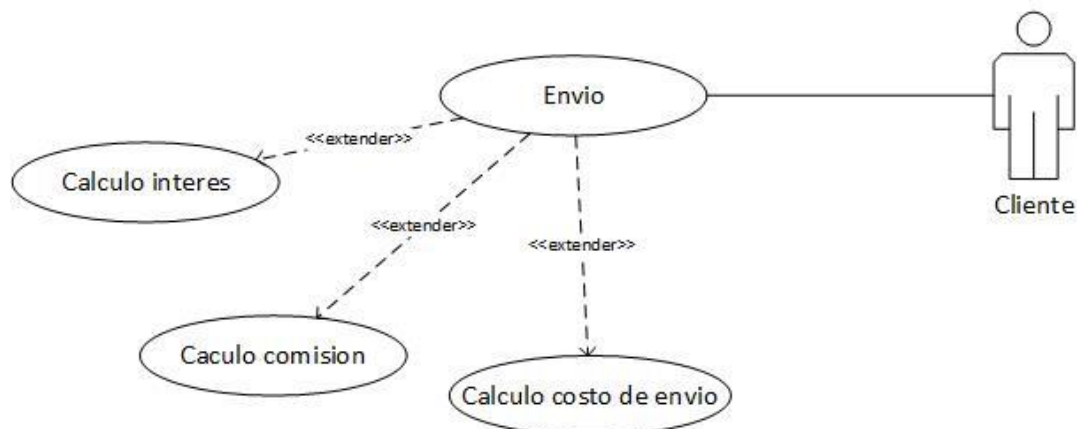 Envio
<<extender>>
Calculo interes
Cliente
<<extender>>
<<extender>>
Caculo comision
Calculo costo de envio